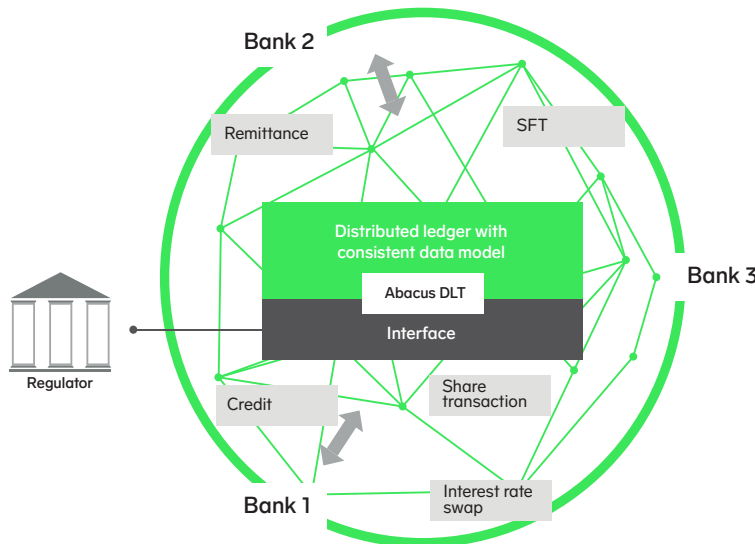 Bank 2
Remittance
SFT
Distributed ledger with
consistent data model
Bank 3
Abacus DLT
Interface
Regulator
Credit
Share
transaction
Interest rate
swap
Bank 1